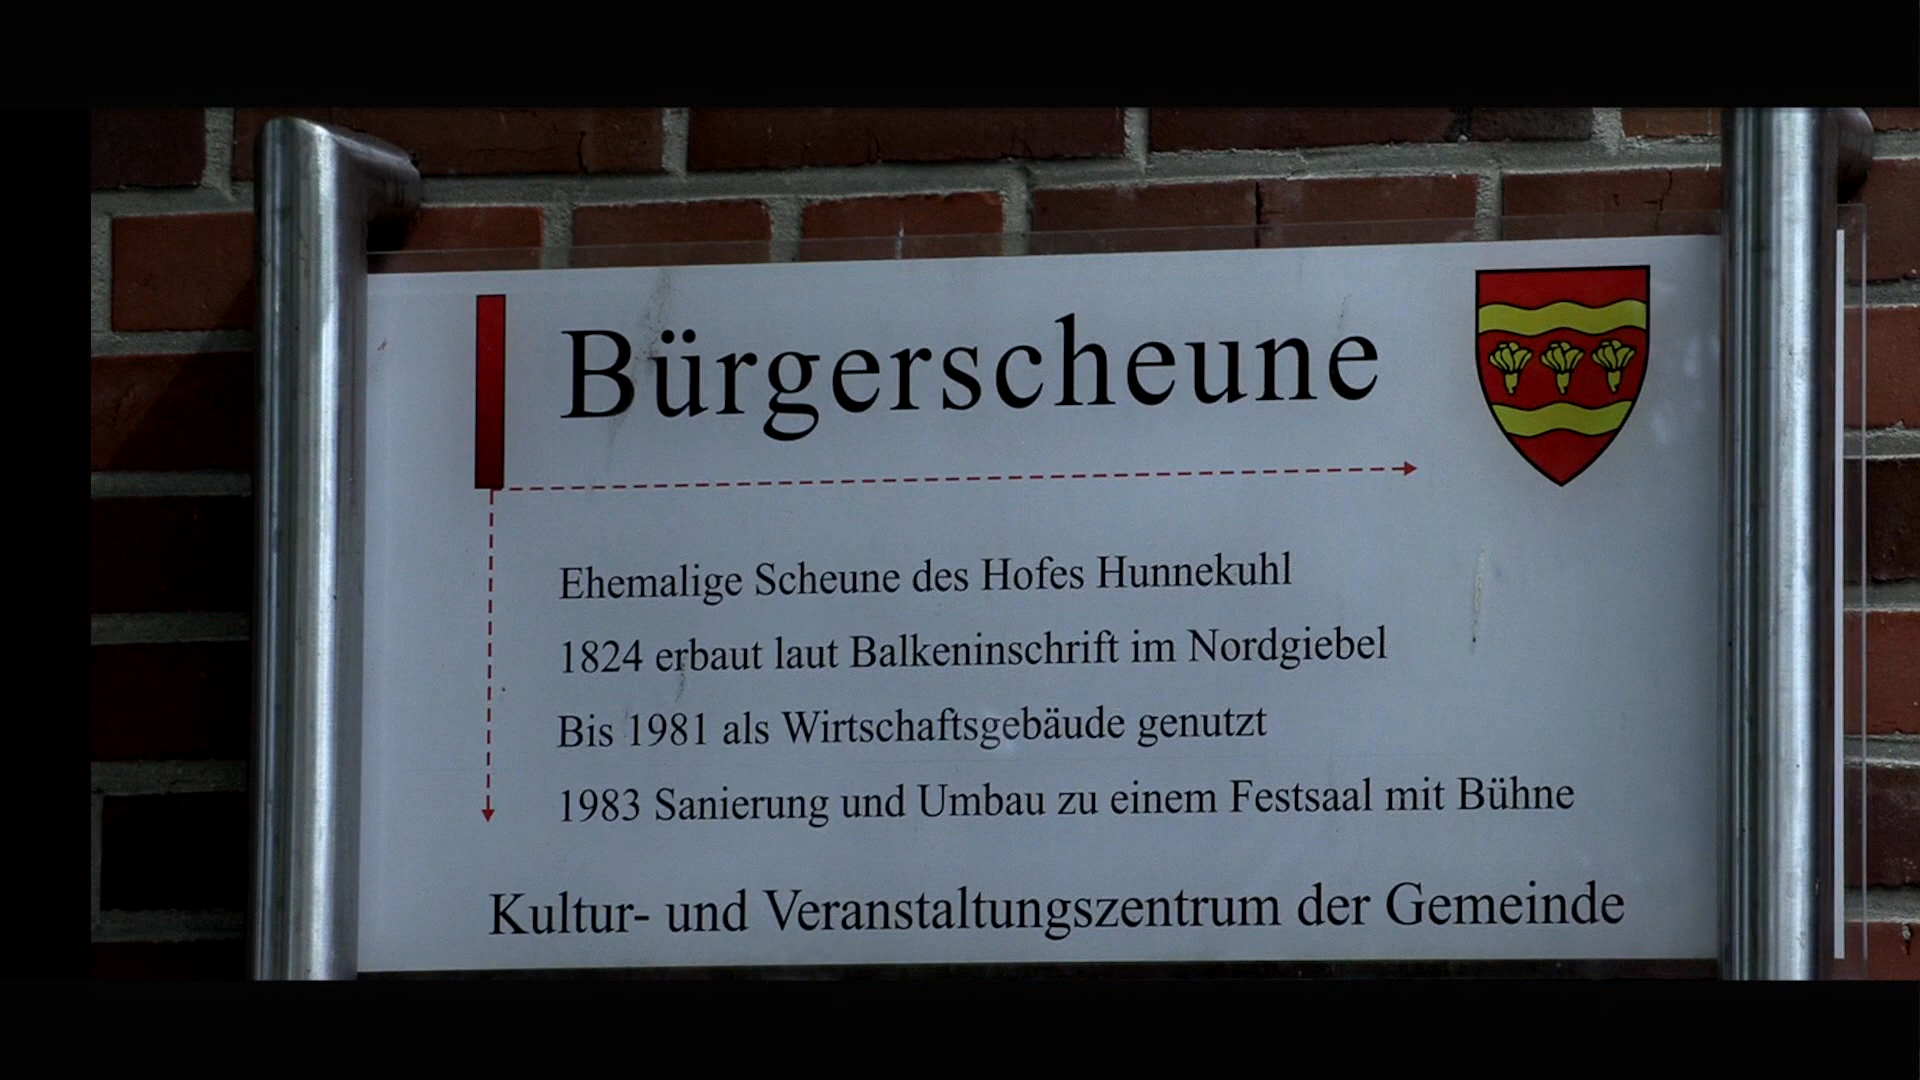 Bürgerscheune
Ehemalige Scheune des Hofes Hunnekuhl
1824 erbaut laut Balkeninschrift im Nordgiebel
Bis 1981 als Wirtschaftsgebäude genutzt
1983 Sanierung und Umbau zu einem Festsaal mit Bühne
Kultur- und Veranstaltungszentrum der Gemeinde